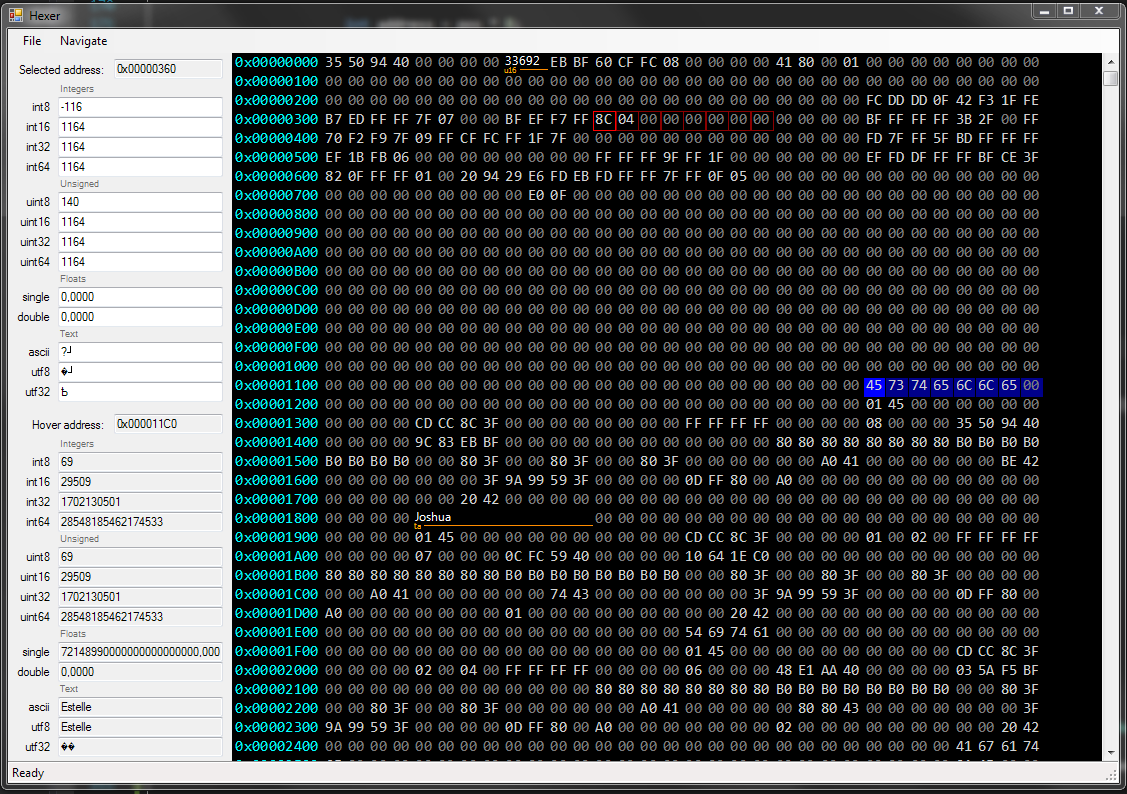 Hexer
File Navigate
Selected address: 0x00000360
Integers
int8 -116
int16 1164
int32 1164
int64 1164
Unsigned
uint8 140
uint16 1164
uint32 1164
uint64 1164
Floats
single 0,0000
double 0,0000
Text
ascii ?┘
utf8 �┘
utf32 Ь
Hover address: 0x000011C0
Integers
int8 69
int16 29509
int32 1702130501
int64 28548185462174533
Unsigned
uint8 69
uint16 29509
uint32 1702130501
uint64 28548185462174533
Floats
single 7214899000000000000000,000
double 0,0000
Text
ascii Estelle
utf8 Estelle
utf32 ��
0x00000000 35 50 94 40 00 00 00 00 33692 u16 EB BF 60 CF FC 08 00 00 00 00 41 80 00 01 00 00 00 00 00 00 00 00
0x00000100 00 00 00 00 00 00 00 00 00 00 00 00 00 00 00 00 00 00 00 00 00 00 00 00 00 00 00 00 00 00 00 00
0x00000200 00 00 00 00 00 00 00 00 00 00 00 00 00 00 00 00 00 00 00 00 00 00 00 00 FC DD DD 0F 42 F3 1F FE
0x00000300 B7 ED FF FF 7F 07 00 00 BF EF F7 FF 8C 04 00 00 00 00 00 00 00 00 00 00 BF FF FF FF 3B 2F 00 FF
0x00000400 70 F2 F9 7F 09 FF CF FC FF 1F 7F 00 00 00 00 00 00 00 00 00 00 00 00 00 FD 7F FF 5F BD FF FF FF
0x00000500 EF 1B FB 06 00 00 00 00 00 00 00 00 FF FF FF 9F FF 1F 00 00 00 00 00 00 EF FD DF FF FF BF CE 3F
0x00000600 82 0F FF FF 01 00 20 94 29 E6 FD EB FD FF FF 7F FF 0F 05 00 00 00 00 00 00 00 00 00 00 00 00 00
0x00000700 00 00 00 00 00 00 00 00 00 E0 0F 00 00 00 00 00 00 00 00 00 00 00 00 00 00 00 00 00 00 00 00 00
0x00000800 00 00 00 00 00 00 00 00 00 00 00 00 00 00 00 00 00 00 00 00 00 00 00 00 00 00 00 00 00 00 00 00
0x00000900 00 00 00 00 00 00 00 00 00 00 00 00 00 00 00 00 00 00 00 00 00 00 00 00 00 00 00 00 00 00 00 00
0x00000A00 00 00 00 00 00 00 00 00 00 00 00 00 00 00 00 00 00 00 00 00 00 00 00 00 00 00 00 00 00 00 00 00
0x00000B00 00 00 00 00 00 00 00 00 00 00 00 00 00 00 00 00 00 00 00 00 00 00 00 00 00 00 00 00 00 00 00 00
0x00000C00 00 00 00 00 00 00 00 00 00 00 00 00 00 00 00 00 00 00 00 00 00 00 00 00 00 00 00 00 00 00 00 00
0x00000D00 00 00 00 00 00 00 00 00 00 00 00 00 00 00 00 00 00 00 00 00 00 00 00 00 00 00 00 00 00 00 00 00
0x00000E00 00 00 00 00 00 00 00 00 00 00 00 00 00 00 00 00 00 00 00 00 00 00 00 00 00 00 00 00 00 00 00 00
0x00000F00 00 00 00 00 00 00 00 00 00 00 00 00 00 00 00 00 00 00 00 00 00 00 00 00 00 00 00 00 00 00 00 00
0x00001000 00 00 00 00 00 00 00 00 00 00 00 00 00 00 00 00 00 00 00 00 00 00 00 00 00 00 00 00 00 00 00 00
0x00001100 00 00 00 00 00 00 00 00 00 00 00 00 00 00 00 00 00 00 00 00 00 00 00 00 45 73 74 65 6C 6C 65 00
0x00001200 00 00 00 00 00 00 00 00 00 00 00 00 00 00 00 00 00 00 00 00 00 00 00 00 01 45 00 00 00 00 00 00
0x00001300 00 00 00 00 CD CC 8C 3F 00 00 00 00 00 00 00 00 FF FF FF FF 00 00 00 00 08 00 00 00 35 50 94 40
0x00001400 00 00 00 00 9C 83 EB BF 00 00 00 00 00 00 00 00 00 00 00 00 80 80 80 80 80 80 80 80 B0 B0 B0 B0
0x00001500 B0 B0 B0 B0 00 00 80 3F 00 00 80 3F 00 00 80 3F 00 00 00 00 00 00 A0 41 00 00 00 00 00 00 BE 42
0x00001600 00 00 00 00 00 00 00 3F 9A 99 59 3F 00 00 00 00 0D FF 80 00 A0 00 00 00 00 00 00 00 00 00 00 00
0x00001700 00 00 00 00 00 00 20 42 00 00 00 00 00 00 00 00 00 00 00 00 00 00 00 00 00 00 00 00 00 00 00 00
0x00001800 00 00 00 00 Joshua ta 00 00 00 00 00 00 00 00 00 00 00 00 00 00 00 00 00 00 00 00
0x00001900 00 00 00 00 01 45 00 00 00 00 00 00 00 00 00 00 CD CC 8C 3F 00 00 00 00 01 00 02 00 FF FF FF FF
0x00001A00 00 00 00 00 07 00 00 00 0C FC 59 40 00 00 00 00 10 64 1E C0 00 00 00 00 00 00 00 00 00 00 00 00
0x00001B00 80 80 80 80 80 80 80 80 B0 B0 B0 B0 B0 B0 B0 B0 00 00 80 3F 00 00 80 3F 00 00 80 3F 00 00 00 00
0x00001C00 00 00 A0 41 00 00 00 00 00 00 74 43 00 00 00 00 00 00 00 3F 9A 99 59 3F 00 00 00 00 0D FF 80 00
0x00001D00 A0 00 00 00 00 00 00 00 01 00 00 00 00 00 00 00 00 00 20 42 00 00 00 00 00 00 00 00 00 00 00 00
0x00001E00 00 00 00 00 00 00 00 00 00 00 00 00 00 00 00 00 54 69 74 61 00 00 00 00 00 00 00 00 00 00 00 00
0x00001F00 00 00 00 00 00 00 00 00 00 00 00 00 00 00 00 00 01 45 00 00 00 00 00 00 00 00 00 00 CD CC 8C 3F
0x00002000 00 00 00 00 02 00 04 00 FF FF FF FF 00 00 00 00 06 00 00 00 48 E1 AA 40 00 00 00 00 03 5A F5 BF
0x00002100 00 00 00 00 00 00 00 00 00 00 00 00 80 80 80 80 80 80 80 80 B0 B0 B0 B0 B0 B0 B0 B0 00 00 80 3F
0x00002200 00 00 80 3F 00 00 80 3F 00 00 00 00 00 00 A0 41 00 00 00 00 00 80 80 43 00 00 00 00 00 00 00 3F
0x00002300 9A 99 59 3F 00 00 00 00 0D FF 80 00 A0 00 00 00 00 00 00 00 02 00 00 00 00 00 00 00 00 00 20 42
0x00002400 00 00 00 00 00 00 00 00 00 00 00 00 00 00 00 00 00 00 00 00 00 00 00 00 00 00 00 00 41 67 61 74
Ready